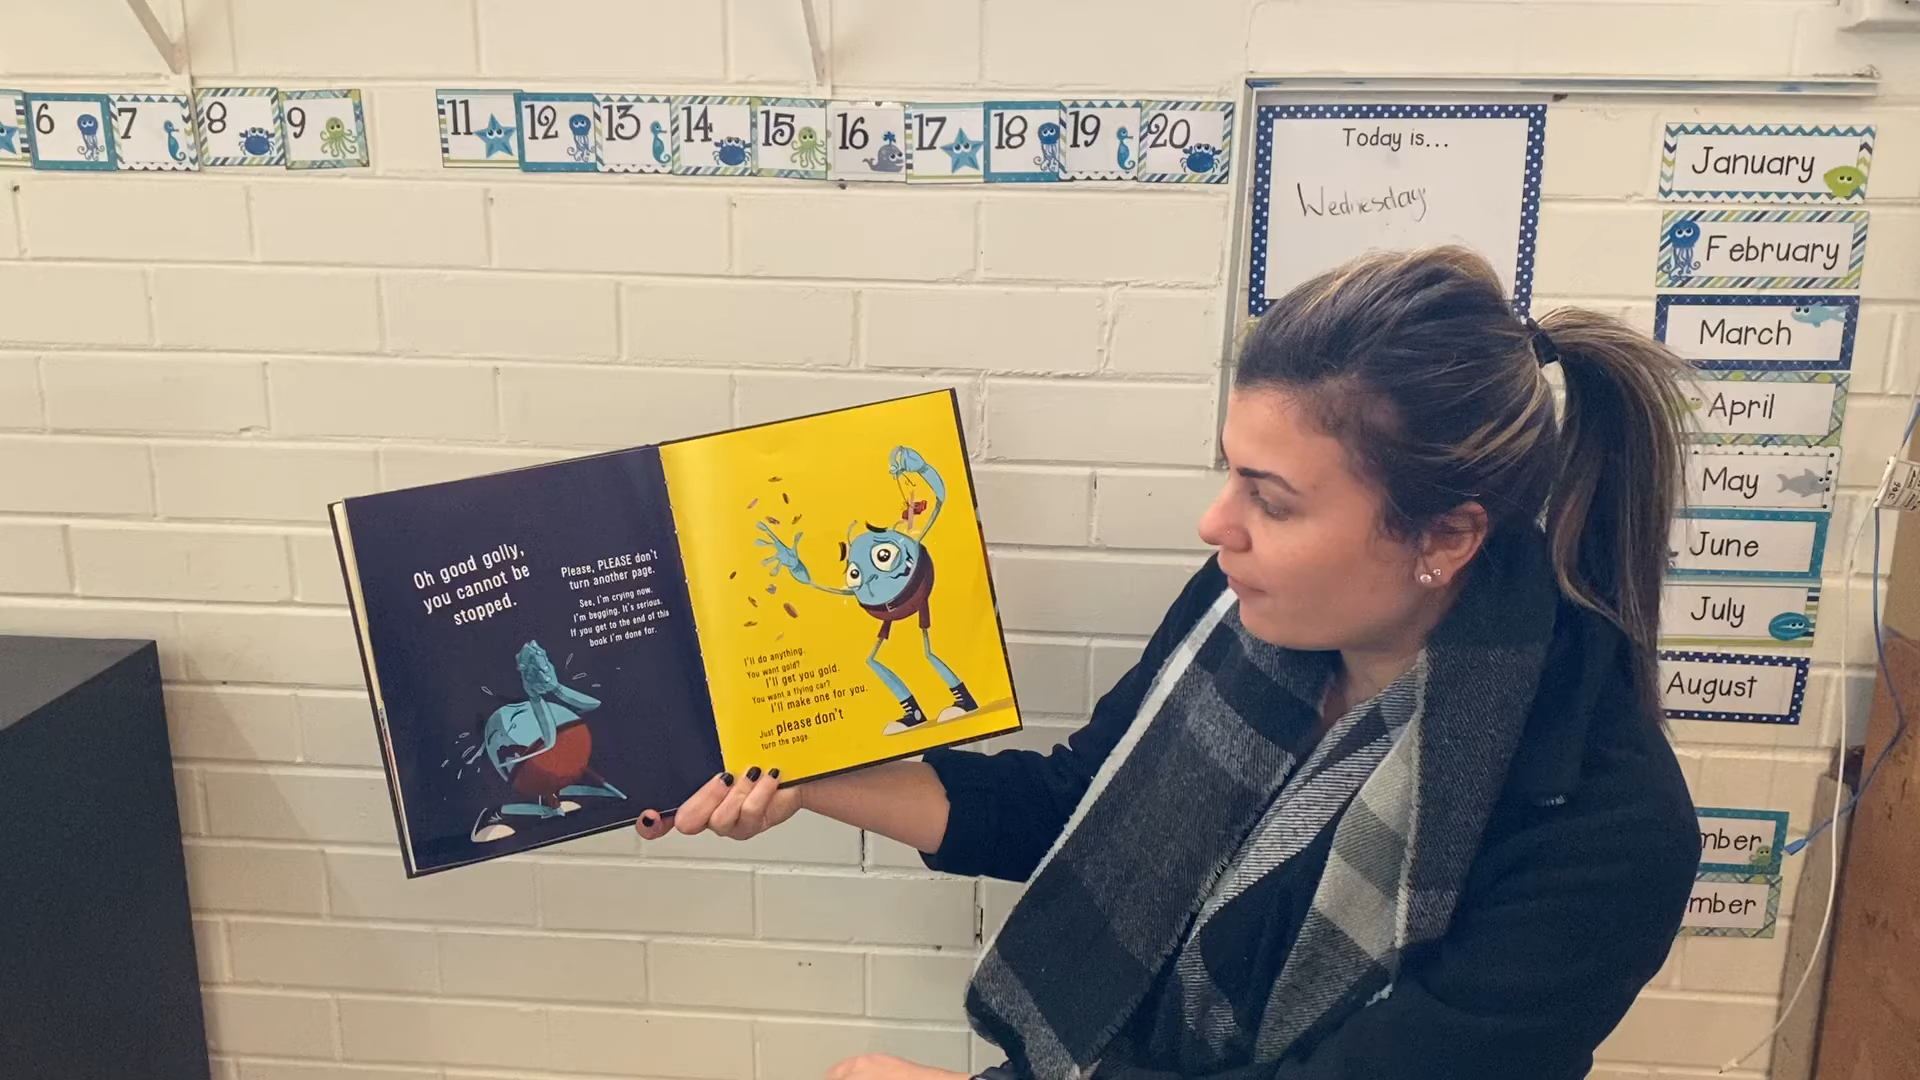 6 7 8 9 11 12 13 14 15 16 17 18 19 20
Today is...
Wednesday
January
February
March
April
May
June
July
August
mber
mber
Oh good golly,
you cannot be
stopped.
Please, PLEASE don't
turn another page.
See, I'm crying now.
I'm begging. It's serious.
If you get to the end of this
book I'm done for.
I'll do anything.
You want gold?
I'll get you gold.
You want a flying car?
I'll make one for you.
Just please don't
turn the page.